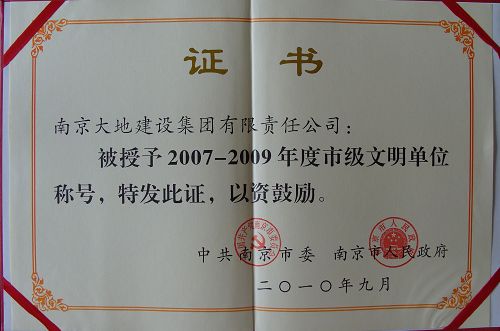 证书
南京大地建设集团有限责任公司：
被授予2007-2009年度市级文明单位
称号，特发此证，以资鼓励。
中共南京市委 南京市人民政府
二〇一〇年九月